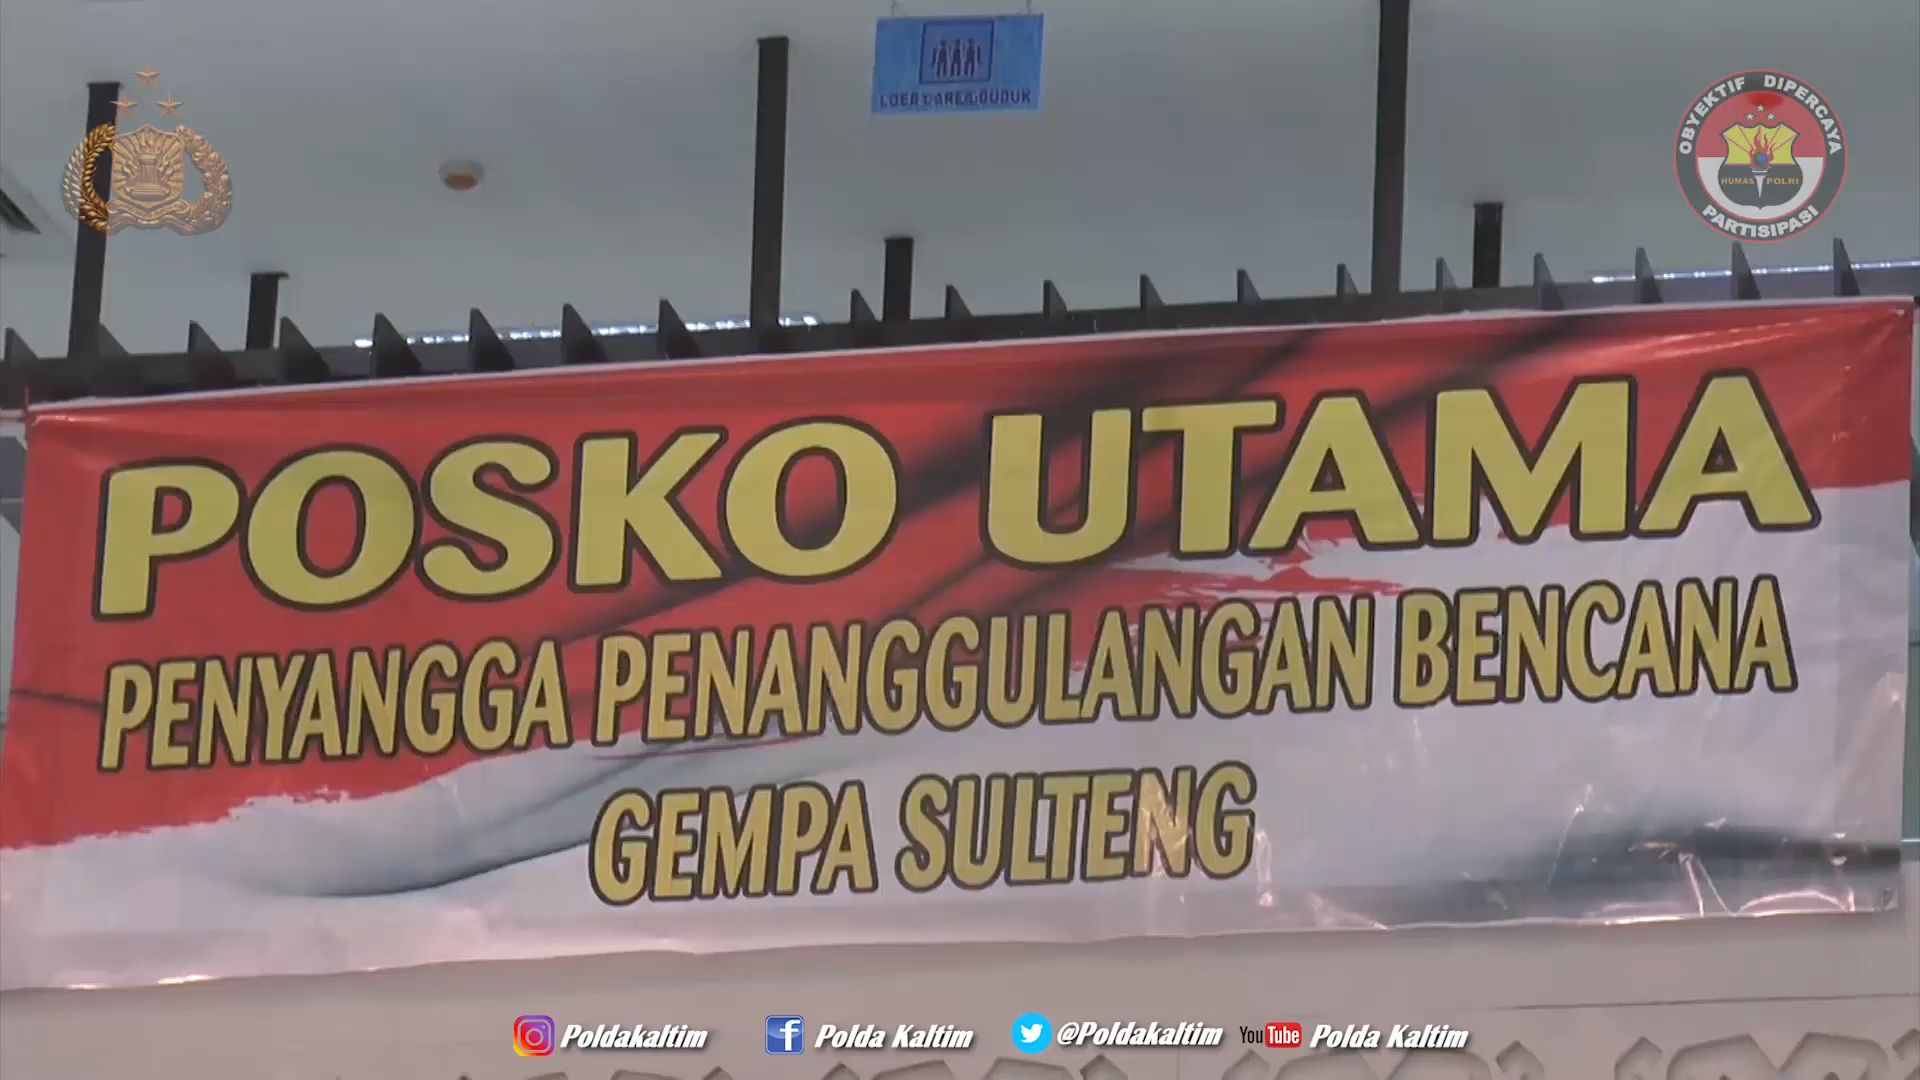 OBYEKTIF DIPERCAYA
HUMAS POLRI
PARTISIPASI
POSKO UTAMA
PENYANGGA PENANGGULANGAN BENCANA
GEMPA SULTENG
Poldakaltim
Polda Kaltim
@Poldakaltim
YouTube Polda Kaltim